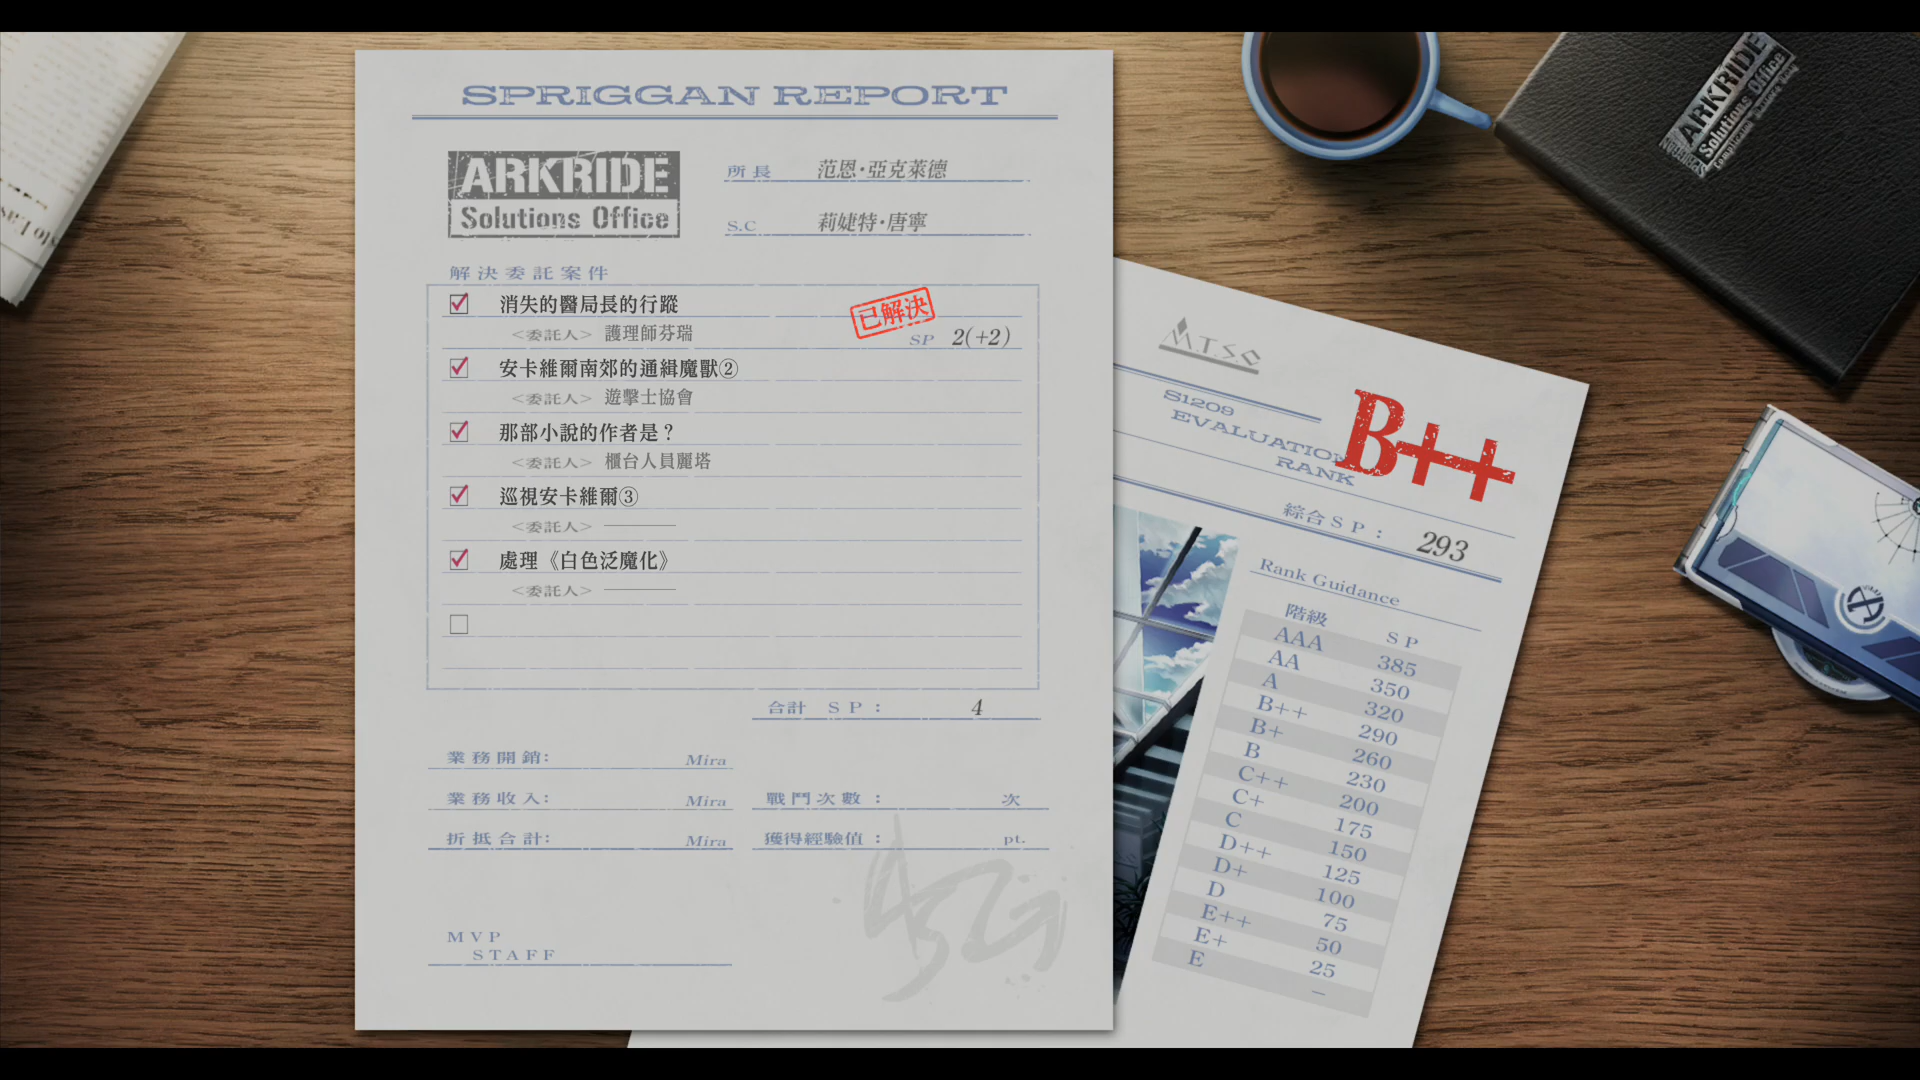 SPRIGGAN REPORT
ARKRIDE
Solutions Office
所長 范恩·亞克萊德
S.C 莉婕特·唐寧
解決委託案件
消失的醫局長的行蹤
已解決
<委託人> 護理師芬瑞
SP 2(+2)
安卡維爾南郊的通緝魔獸②
<委託人> 遊擊士協會
那部小說的作者是？
<委託人> 櫃台人員麗塔
巡視安卡維爾③
<委託人> ————
處理《白色泛魔化》
<委託人> ————
合計 SP： 4
業務開銷: Mira
業務收入: Mira
折抵合計: Mira
戰鬥次數： 次
獲得經驗值： pt.
MVP
STAFF
M.T.S.C
S1209
EVALUATION
RANK
B++
綜合SP： 293
Rank Guidance
階級 SP
AAA 385
AA 350
A 320
B++ 290
B+ 260
B 230
C++ 200
C+ 175
C 150
D++ 125
D+ 100
D 75
E++ 50
E+ 25
E –
ARKRIDE
Solutions Office